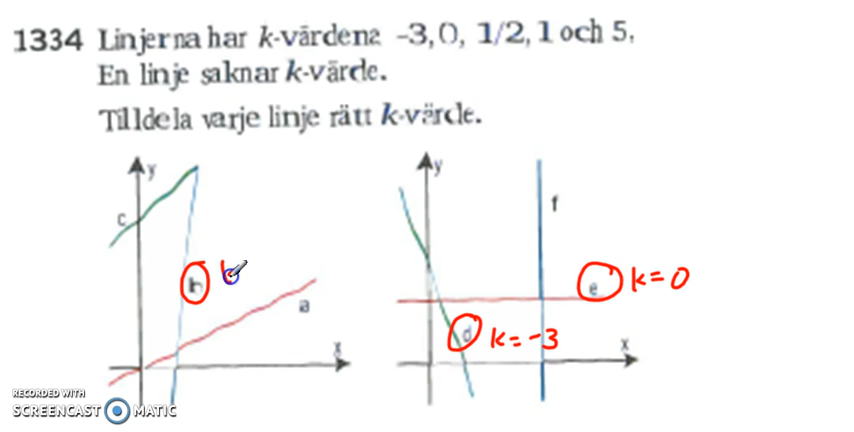 1334 Linjerna har k-värdena -3, 0, 1/2, 1 och 5.
En linje saknar k-värde.
Tilldela varje linje rätt k-värde.
y
c
b
a
x
y
f
e k=0
d k=-3
x
RECORDED WITH
SCREENCAST MATIC